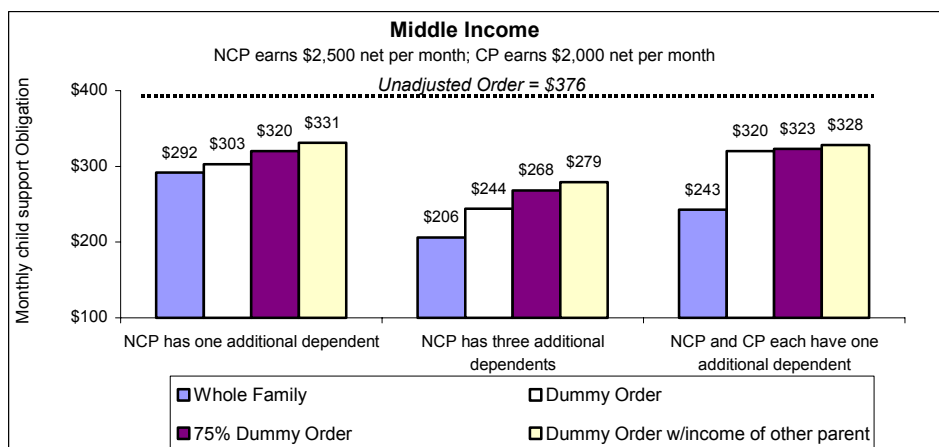 Middle Income
NCP earns $2,500 net per month; CP earns $2,000 net per month
Unadjusted Order = $376
Monthly child support Obligation
$400
$300
$200
$100
$292
$303
$320
$331
$206
$244
$268
$279
$243
$320
$323
$328
NCP has one additional dependent
NCP has three additional
dependents
NCP and CP each have one
additional dependent
Whole Family
Dummy Order
75% Dummy Order
Dummy Order w/income of other parent